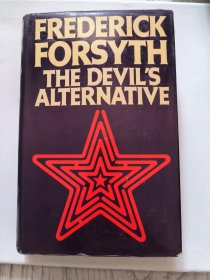 FREDERICK
FORSYTH
THE DEVIL'S
ALTERNATIVE